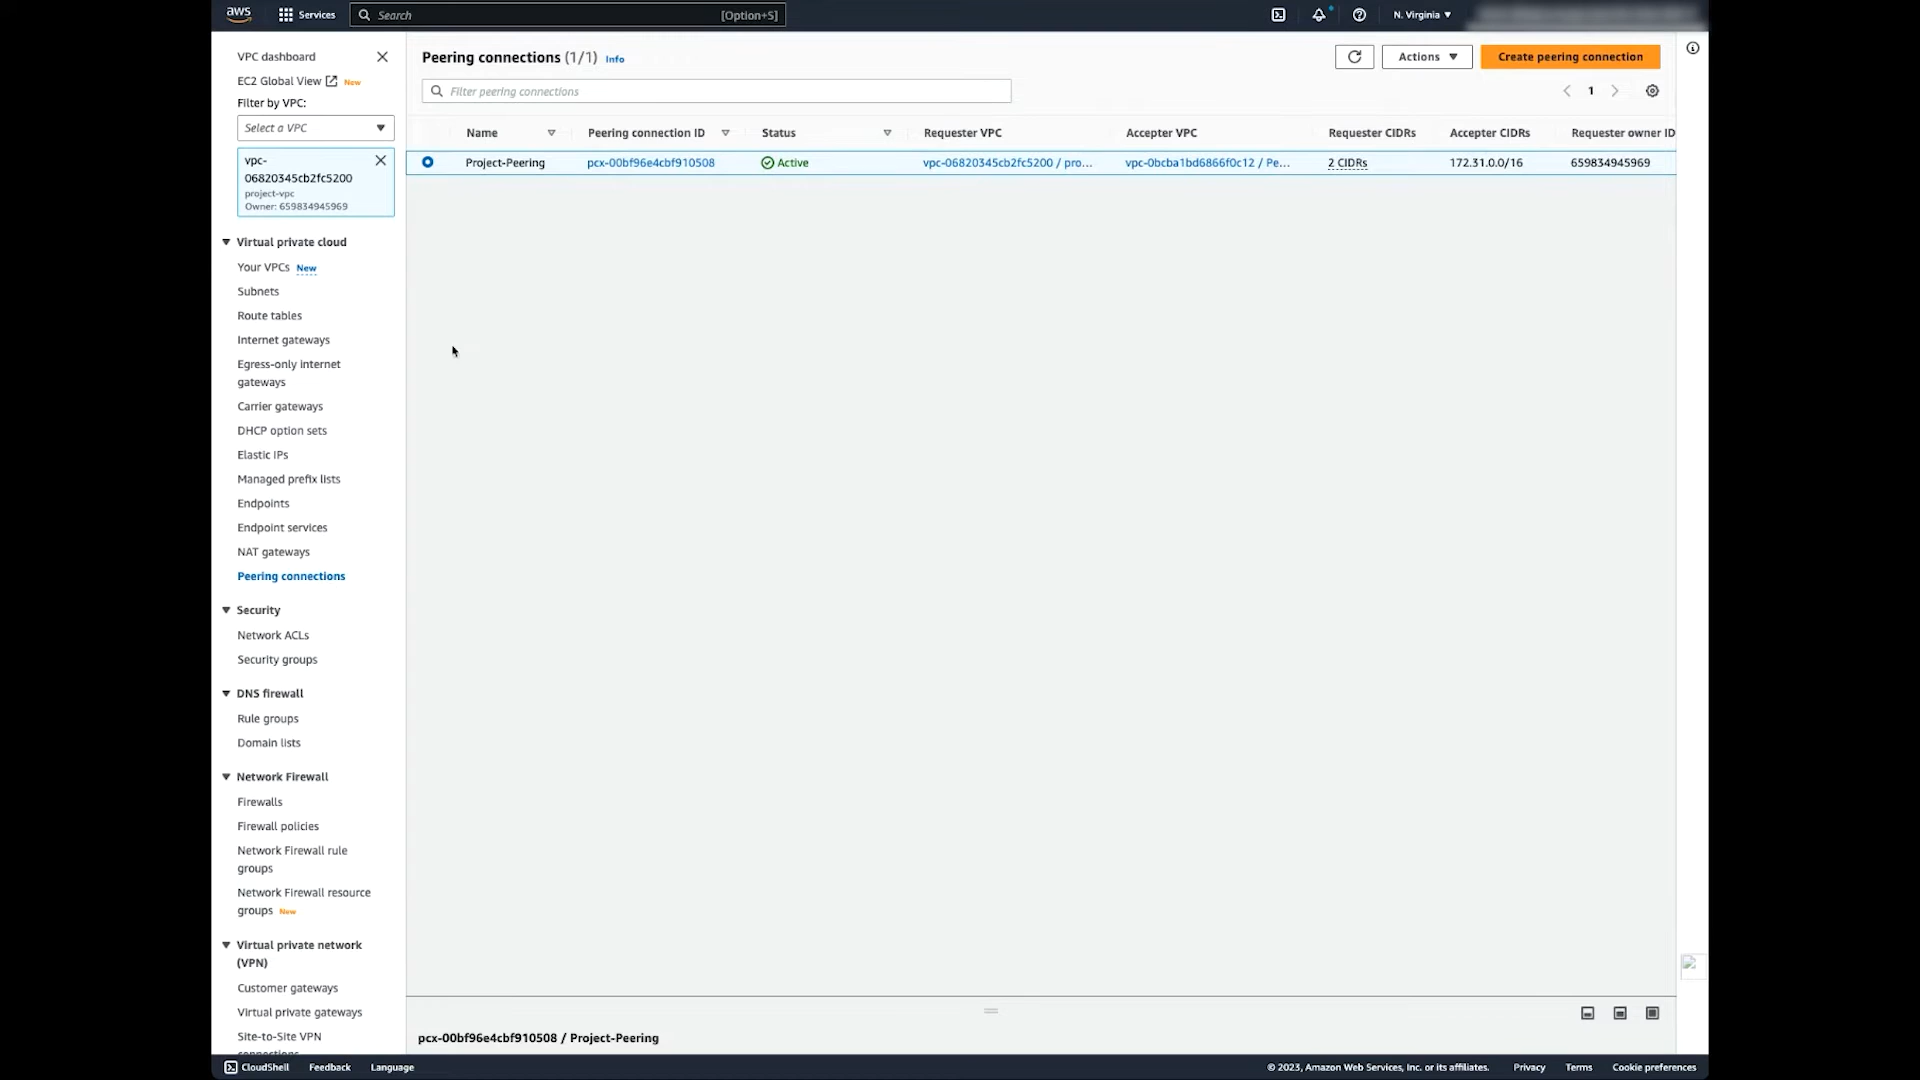 aws
Services
Search [Option+S]
N. Virginia
VPC dashboard
EC2 Global View New
Filter by VPC:
Select a VPC
vpc-
06820345cb2fc5200
project-vpc
Owner: 659834945969
Virtual private cloud
Your VPCs New
Subnets
Route tables
Internet gateways
Egress-only internet
gateways
Carrier gateways
DHCP option sets
Elastic IPs
Managed prefix lists
Endpoints
Endpoint services
NAT gateways
Peering connections
Security
Network ACLs
Security groups
DNS firewall
Rule groups
Domain lists
Network Firewall
Firewalls
Firewall policies
Network Firewall rule
groups
Network Firewall resource
groups New
Virtual private network
(VPN)
Customer gateways
Virtual private gateways
Site-to-Site VPN
connections
Peering connections (1/1) Info
Actions
Create peering connection
Filter peering connections
1
Name Peering connection ID Status Requester VPC Accepter VPC Requester CIDRs Accepter CIDRs Requester owner ID
Project-Peering pcx-00bf96e4cbf910508 Active vpc-06820345cb2fc5200 / pro... vpc-0bcba1bd6866f0c12 / Pe... 2 CIDRs 172.31.0.0/16 659834945969
pcx-00bf96e4cbf910508 / Project-Peering
CloudShell Feedback Language
© 2023, Amazon Web Services, Inc. or its affiliates. Privacy Terms Cookie preferences